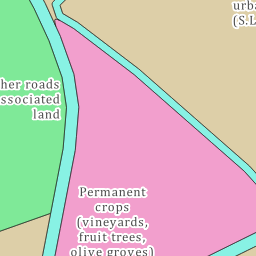 urba
(S.L
her roads
ssociated
land
Permanent
crops
(vineyards,
fruit trees,
olive groves)